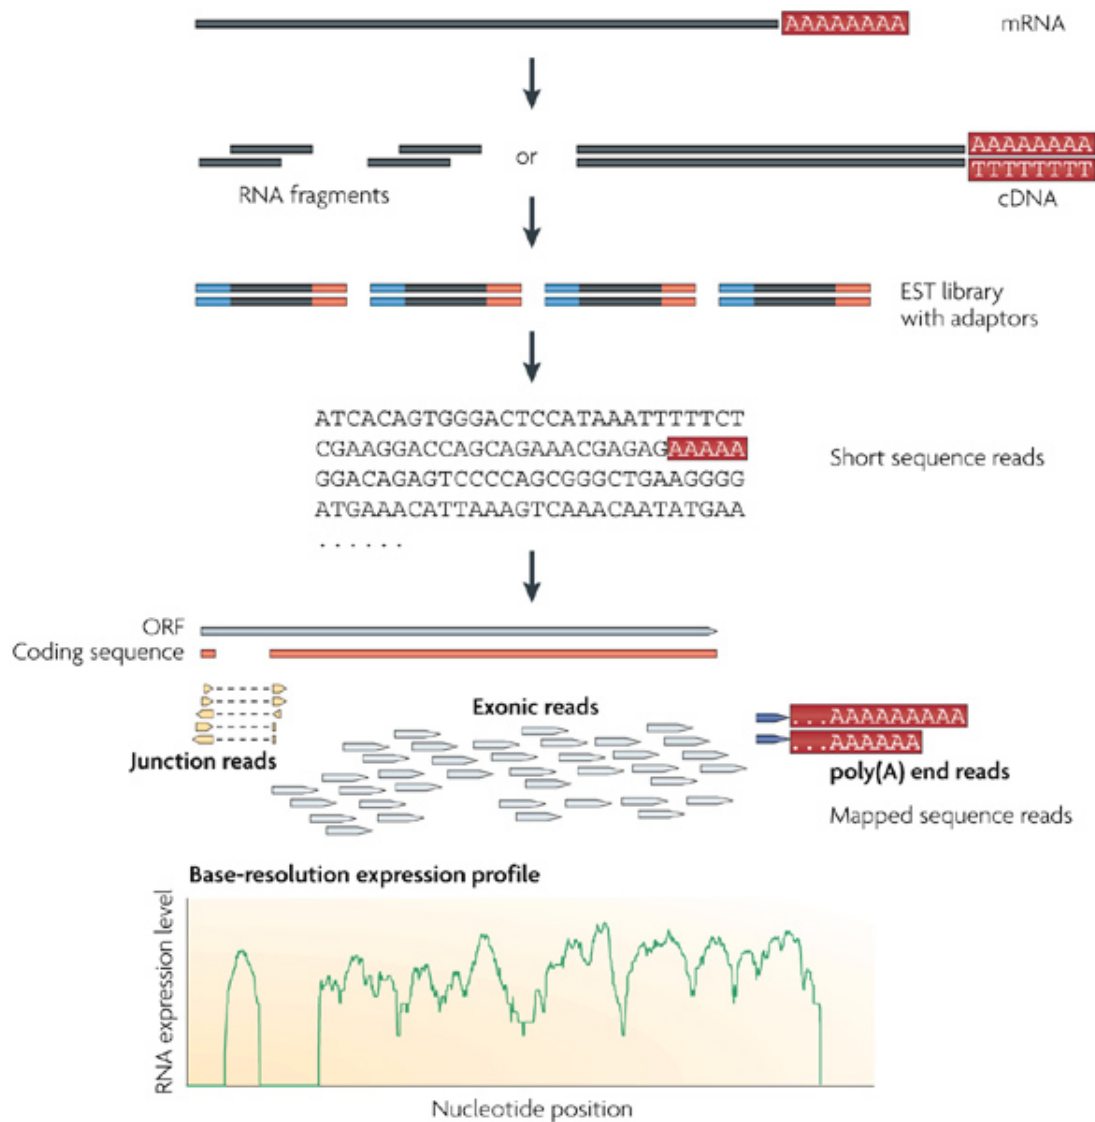 AAAAAAAA mRNA
AAAAAAAA
or
TTTTTTTT
RNA fragments
cDNA
EST library
with adaptors
ATCACAGTGGGACTCCATAAATTTTTCT
CGAAGGACCAGCAGAAACGAGAGAAAAA
Short sequence reads
GGACAGAGTCCCCAGCGGGCTGAAGGGG
ATGAAACATTAAAGTCAAACAATATGAA
. . . . . .
ORF
Coding sequence
Exonic reads
...AAAAAAAAA
...AAAAAA
Junction reads
poly(A) end reads
Mapped sequence reads
Base-resolution expression profile
RNA expression level
Nucleotide position